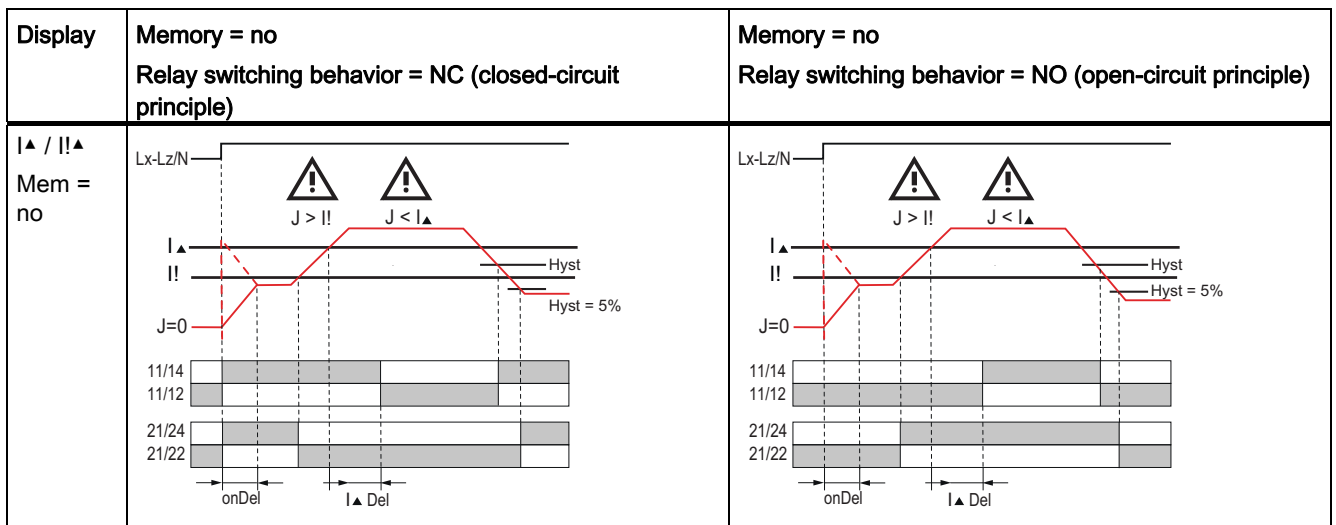 Display
Memory = no
Relay switching behavior = NC (closed-circuit
principle)
Memory = no
Relay switching behavior = NO (open-circuit principle)
I▲ / I!▲
Mem =
no
Lx-Lz/N
J > I!
J < I▲
I▲
I!
Hyst
Hyst = 5%
J=0
11/14
11/12
21/24
21/22
onDel
I▲ Del
Lx-Lz/N
J > I!
J < I▲
I▲
I!
Hyst
Hyst = 5%
J=0
11/14
11/12
21/24
21/22
onDel
I▲ Del